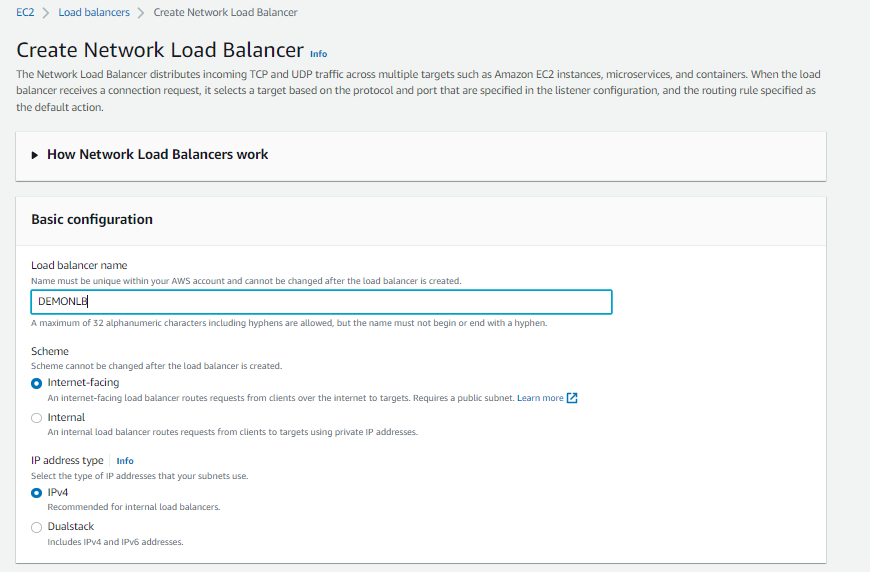 EC2 > Load balancers > Create Network Load Balancer
Create Network Load Balancer Info
The Network Load Balancer distributes incoming TCP and UDP traffic across multiple targets such as Amazon EC2 instances, microservices, and containers. When the load
balancer receives a connection request, it selects a target based on the protocol and port that are specified in the listener configuration, and the routing rule specified as
the default action.
How Network Load Balancers work
Basic configuration
Load balancer name
Name must be unique within your AWS account and cannot be changed after the load balancer is created.
DEMONLB
A maximum of 32 alphanumeric characters including hyphens are allowed, but the name must not begin or end with a hyphen.
Scheme
Scheme cannot be changed after the load balancer is created.
Internet-facing
An internet-facing load balancer routes requests from clients over the internet to targets. Requires a public subnet. Learn more
Internal
An internal load balancer routes requests from clients to targets using private IP addresses.
IP address type Info
Select the type of IP addresses that your subnets use.
IPv4
Recommended for internal load balancers.
Dualstack
Includes IPv4 and IPv6 addresses.